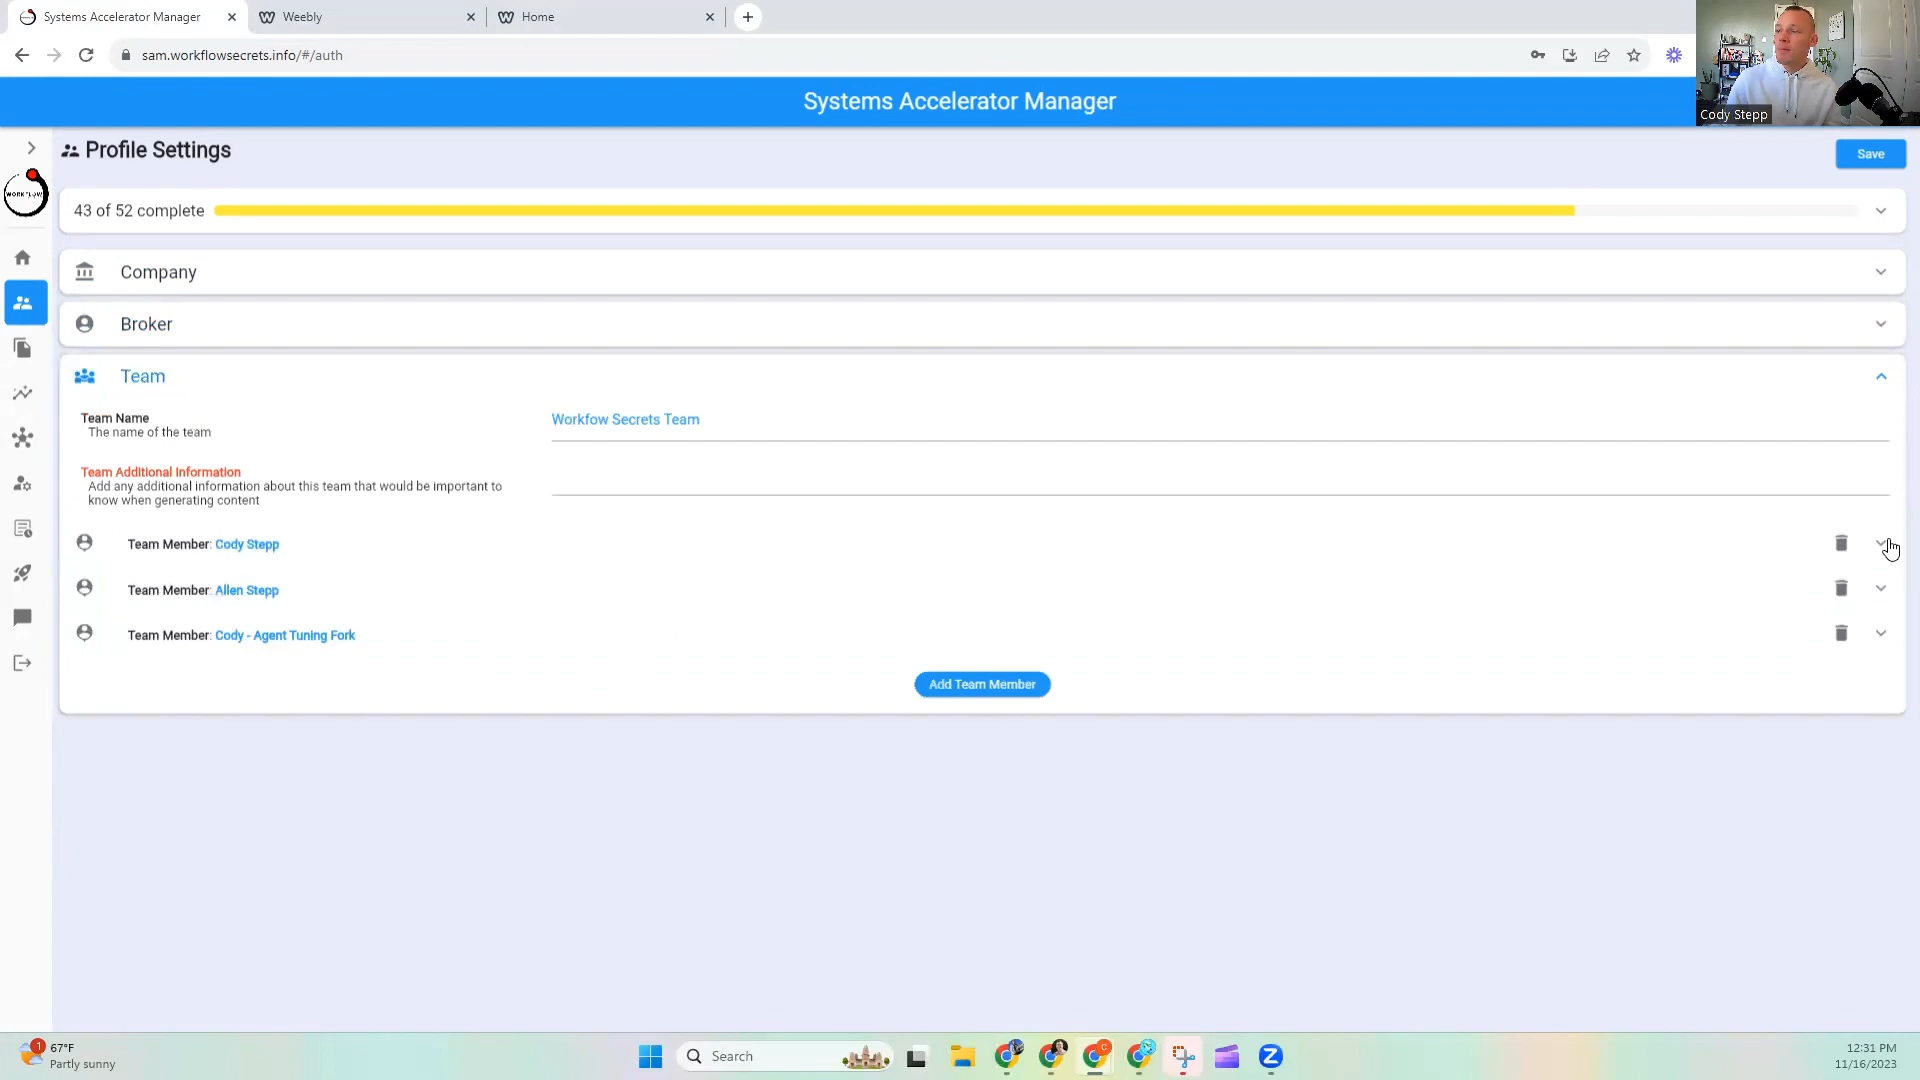 Systems Accelerator Manager
Weebly
Home
sam.workflowsecrets.info/#/auth
Systems Accelerator Manager
Cody Stepp
Profile Settings
Save
WORKFLOW
43 of 52 complete
Company
Broker
Team
Team Name
The name of the team
Workfow Secrets Team
Team Additional Information
Add any additional information about this team that would be important to
know when generating content
Team Member: Cody Stepp
Team Member: Allen Stepp
Team Member: Cody - Agent Tuning Fork
Add Team Member
1
67°F
Partly sunny
Search
C
Z
12:31 PM
11/16/2023